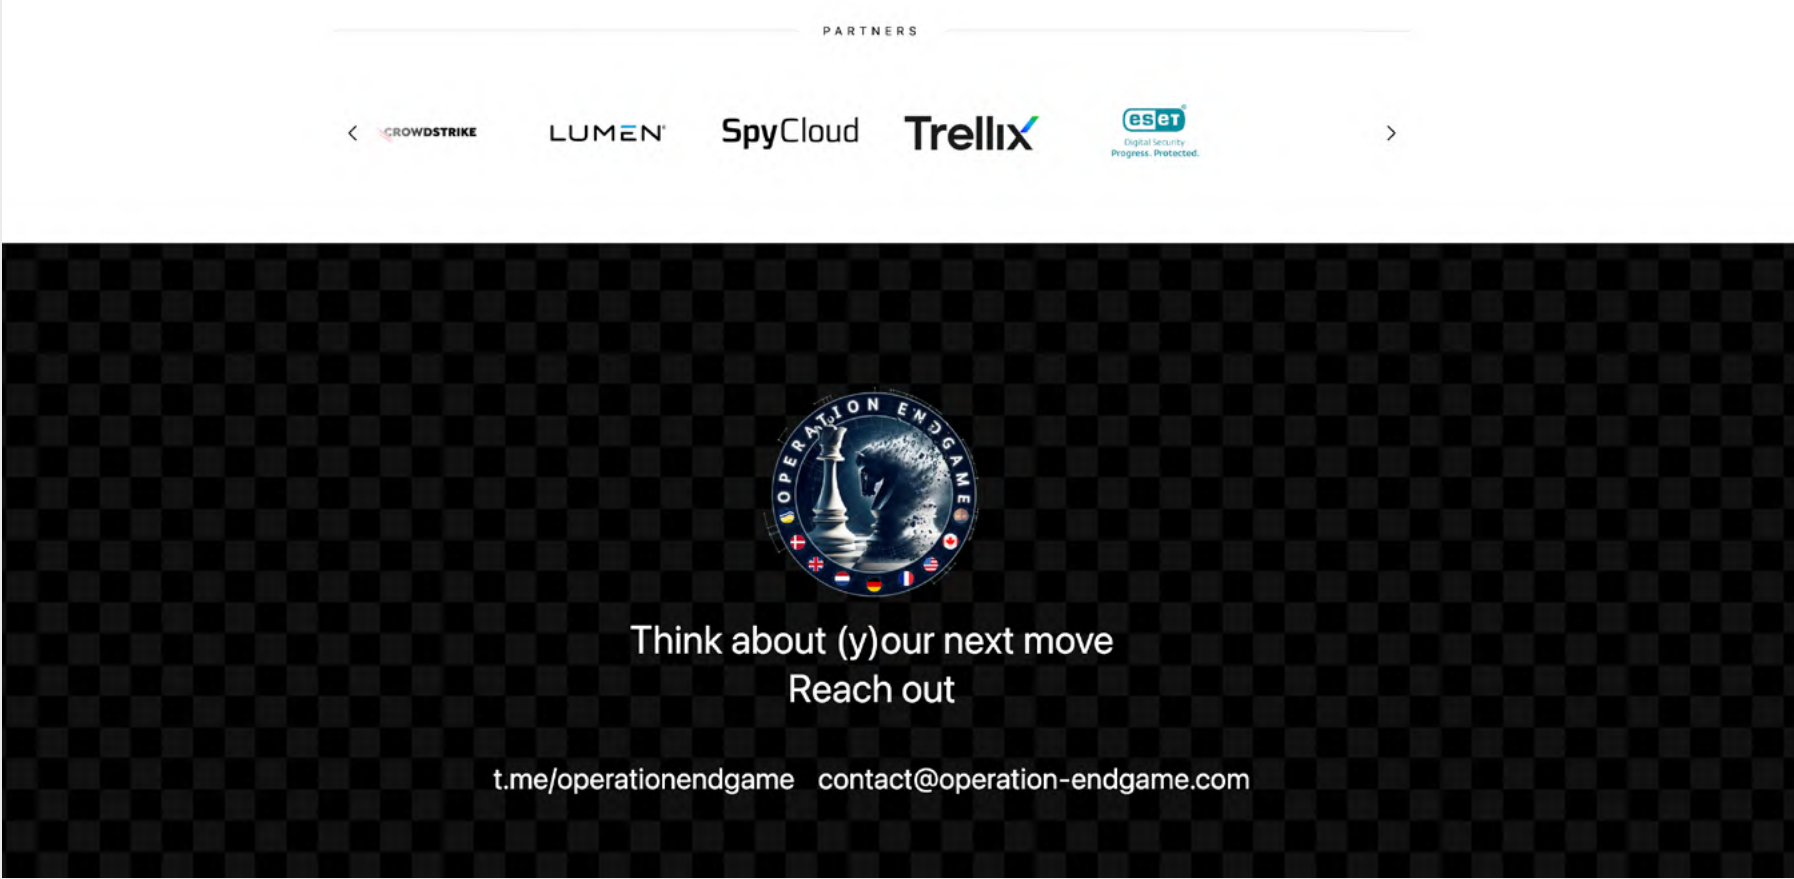 PARTNERS
CROWDSTRIKE
LUMEN®
SpyCloud
Trellix
eset®
Digital Security
Progress. Protected.
OPERATION ENDGAME
Think about (y)our next move
Reach out
t.me/operationendgame contact@operation-endgame.com